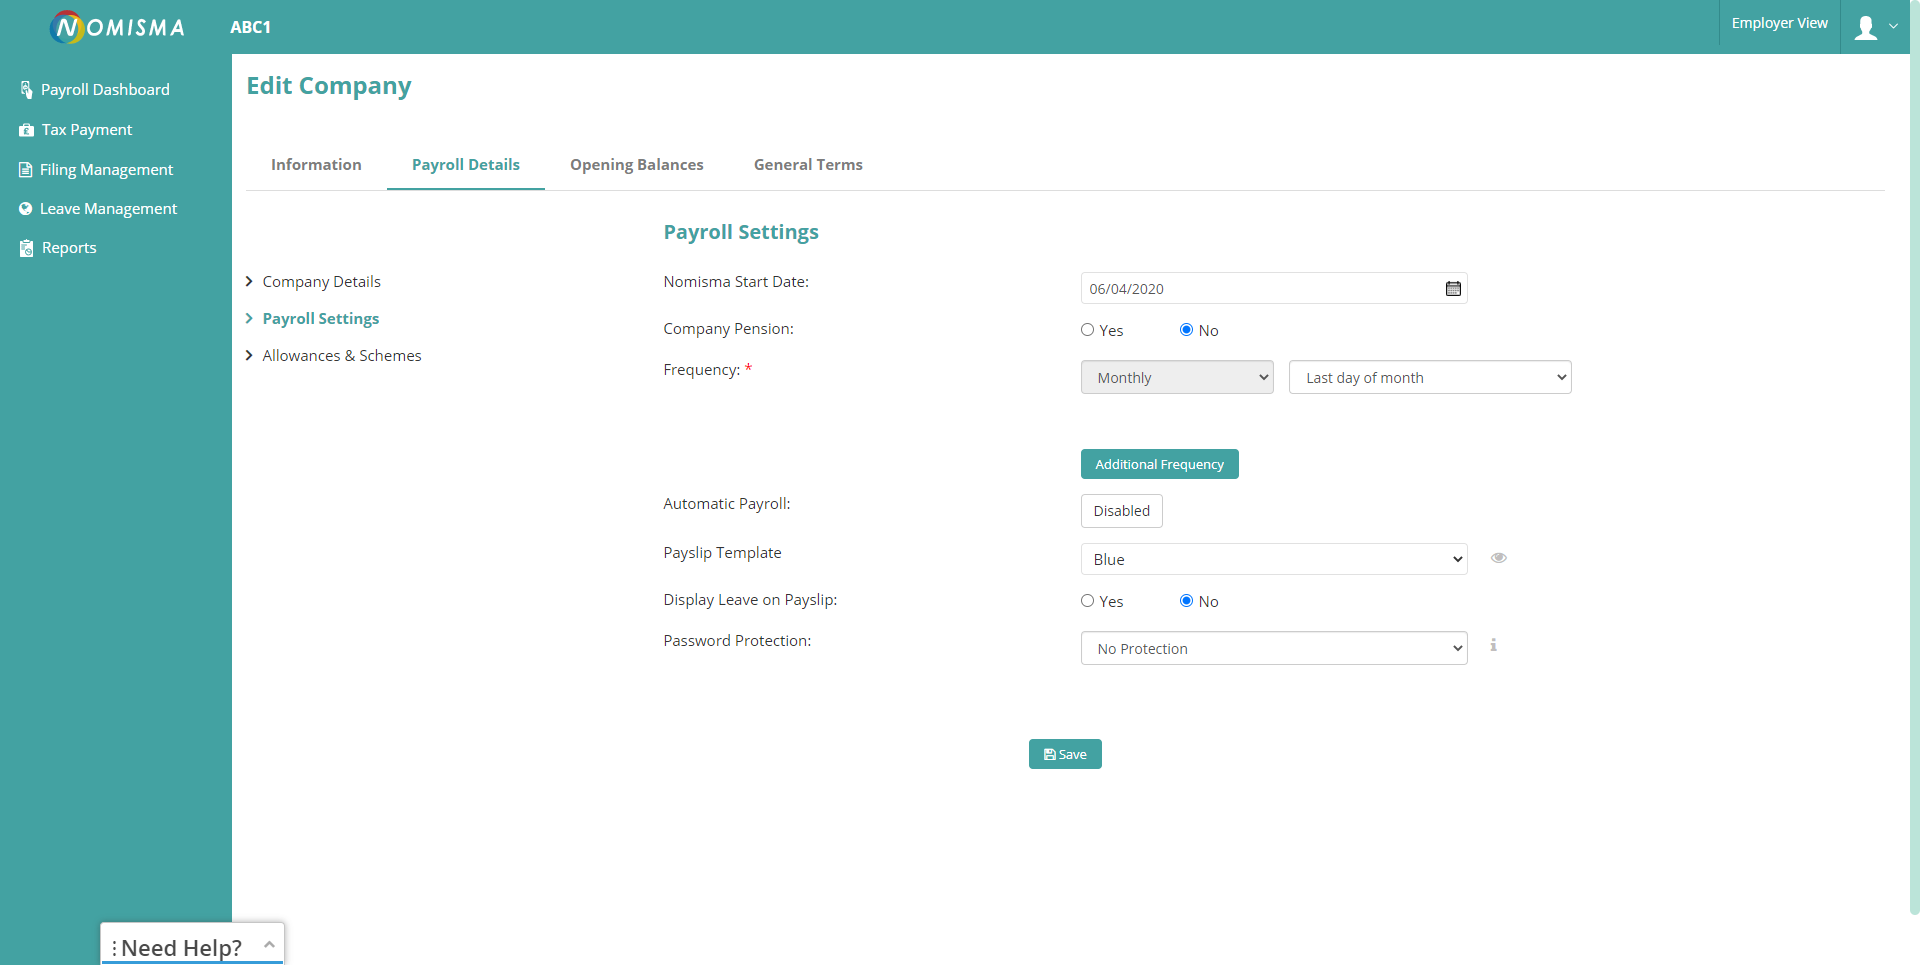 NOMISMA
ABC1
Employer View
Payroll Dashboard
Tax Payment
Filing Management
Leave Management
Reports
Edit Company
Information
Payroll Details
Opening Balances
General Terms
Company Details
Payroll Settings
Allowances & Schemes
Payroll Settings
Nomisma Start Date:
06/04/2020
Company Pension:
Yes
No
Frequency: *
Monthly
Last day of month
Additional Frequency
Automatic Payroll:
Disabled
Payslip Template
Blue
Display Leave on Payslip:
Yes
No
Password Protection:
No Protection
Save
Need Help?